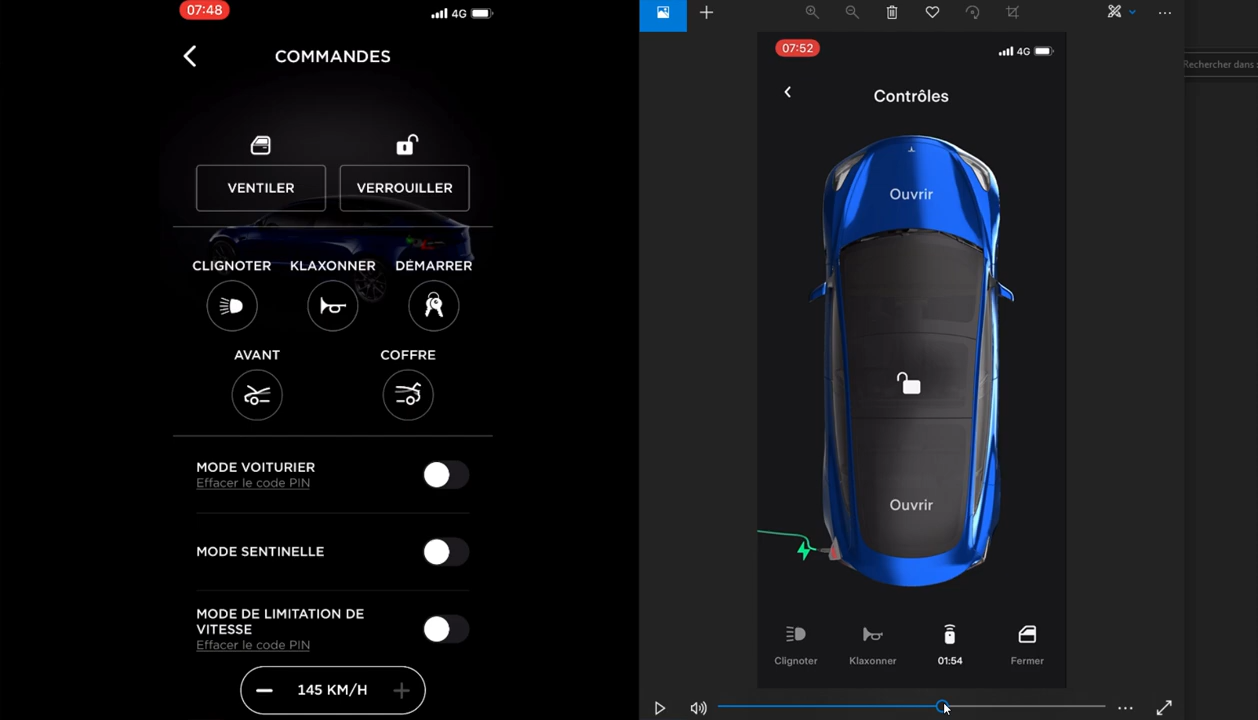 07:48
4G
COMMANDES
VENTILER
VERROUILLER
CLIGNOTER
KLAXONNER
DÉMARRER
AVANT
COFFRE
MODE VOITURIER
Effacer le code PIN
MODE SENTINELLE
MODE DE LIMITATION DE
VITESSE
Effacer le code PIN
145 KM/H
07:52
4G
Contrôles
Ouvrir
Ouvrir
Clignoter
Klaxonner
01:54
Fermer
Rechercher dans :